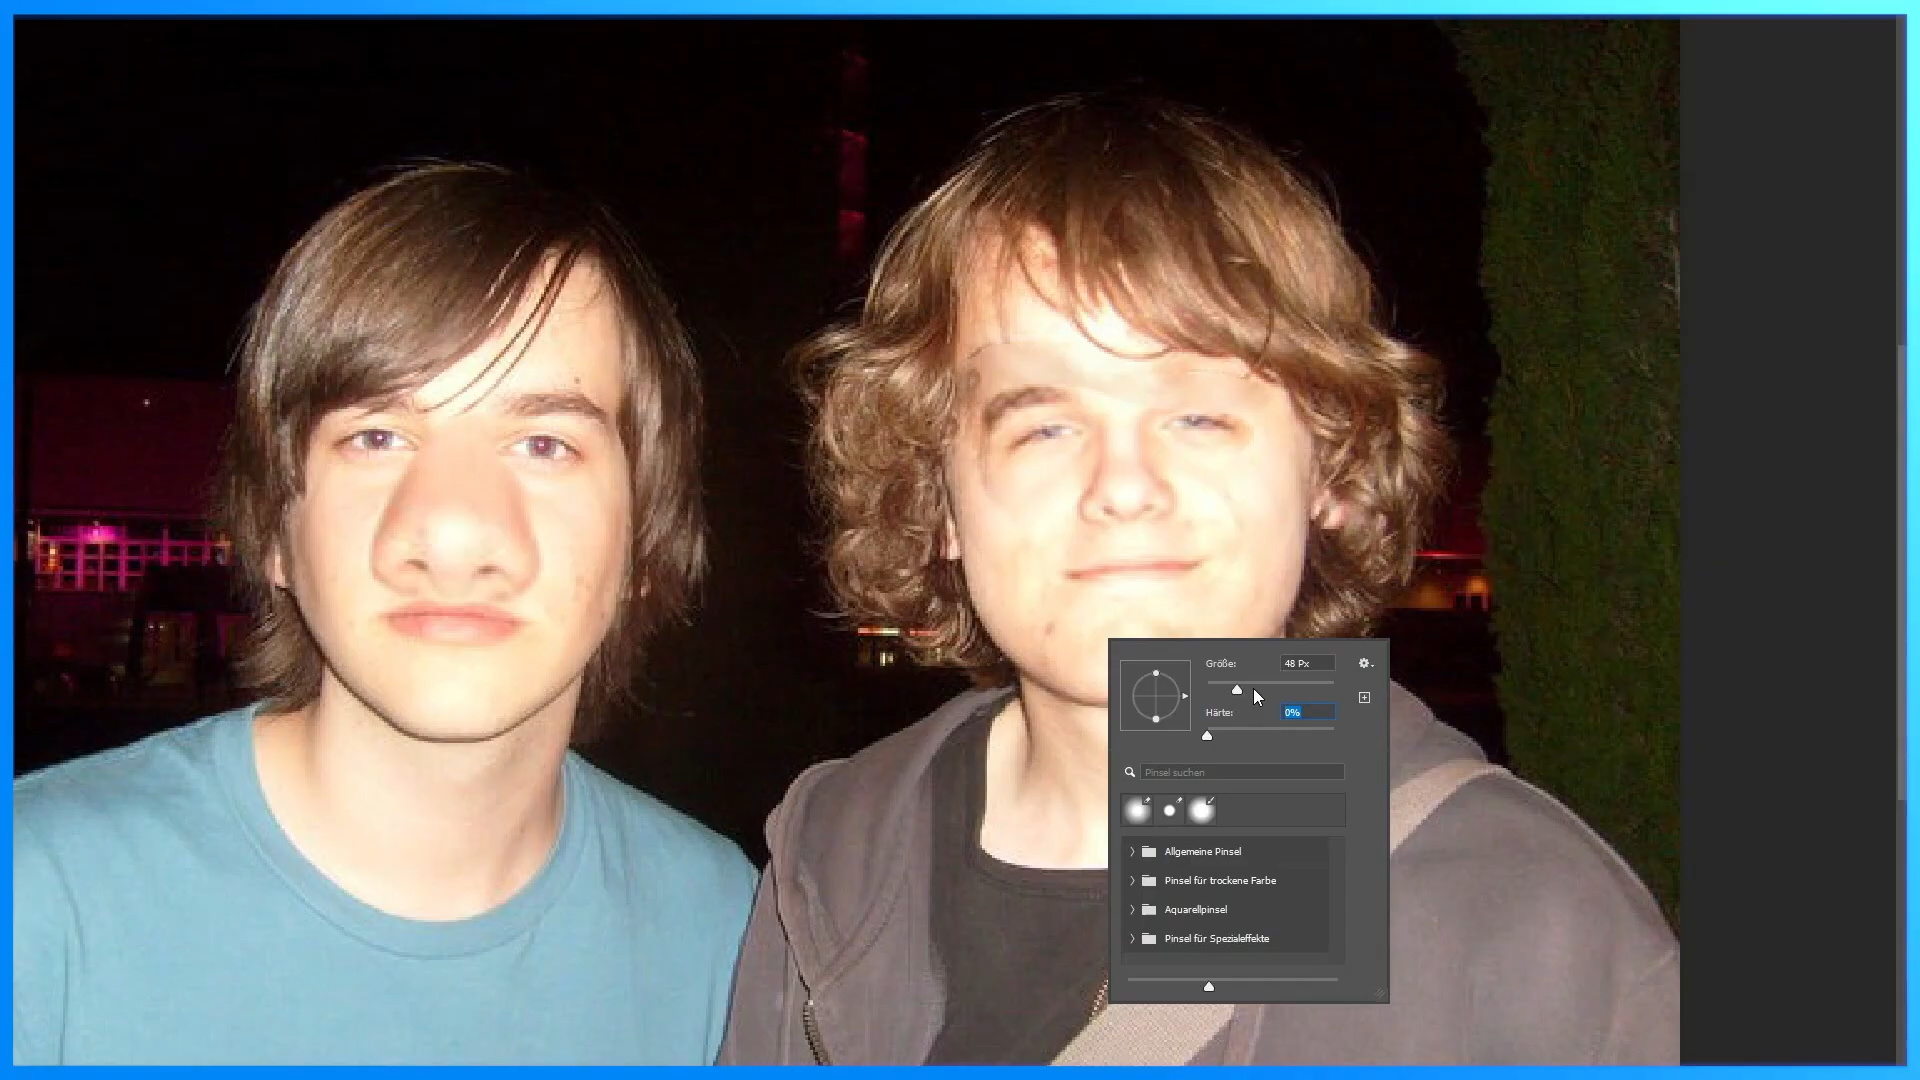 Größe:
48 Px
Härte:
0%
Pinsel suchen
Allgemeine Pinsel
Pinsel für trockene Farbe
Aquarellpinsel
Pinsel für Spezialeffekte